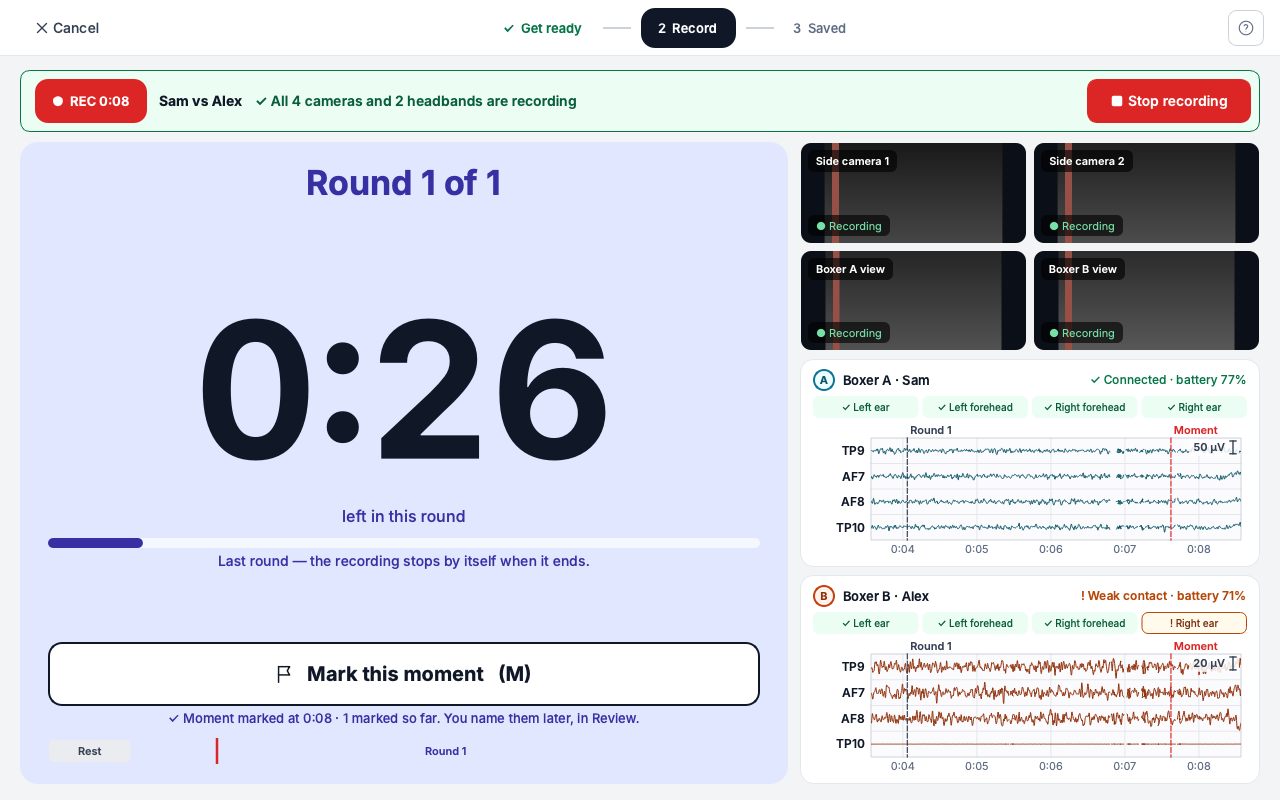 Cancel
Get ready
2 Record
3 Saved
REC 0:08
Sam vs Alex
✓ All 4 cameras and 2 headbands are recording
Stop recording
Round 1 of 1
0:26
left in this round
Last round — the recording stops by itself when it ends.
Mark this moment (M)
✓ Moment marked at 0:08 · 1 marked so far. You name them later, in Review.
Rest
Round 1
Side camera 1
Recording
Side camera 2
Recording
Boxer A view
Recording
Boxer B view
Recording
A Boxer A · Sam
✓ Connected · battery 77%
✓ Left ear
✓ Left forehead
✓ Right forehead
✓ Right ear
Round 1
Moment
50 µV
TP9
AF7
AF8
TP10
0:04 0:05 0:06 0:07 0:08
B Boxer B · Alex
! Weak contact · battery 71%
✓ Left ear
✓ Left forehead
✓ Right forehead
! Right ear
Round 1
Moment
20 µV
TP9
AF7
AF8
TP10
0:04 0:05 0:06 0:07 0:08